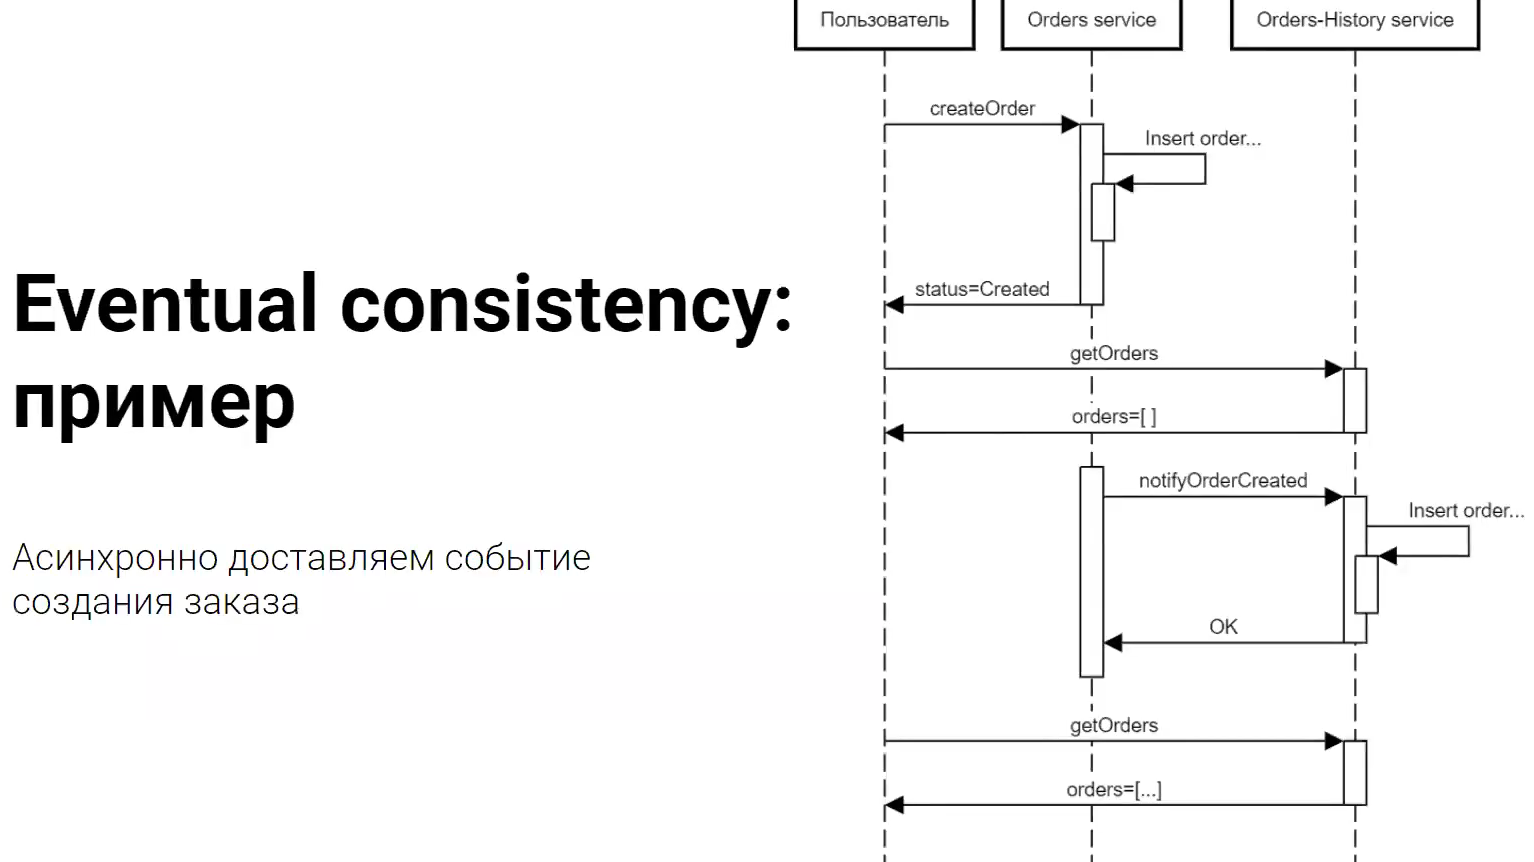 Пользователь
Orders service
Orders-History service
createOrder
Insert order...
status=Created
getOrders
orders=[ ]
notifyOrderCreated
Insert order...
OK
getOrders
orders=[...]
Eventual consistency:
пример
Асинхронно доставляем событие
создания заказа